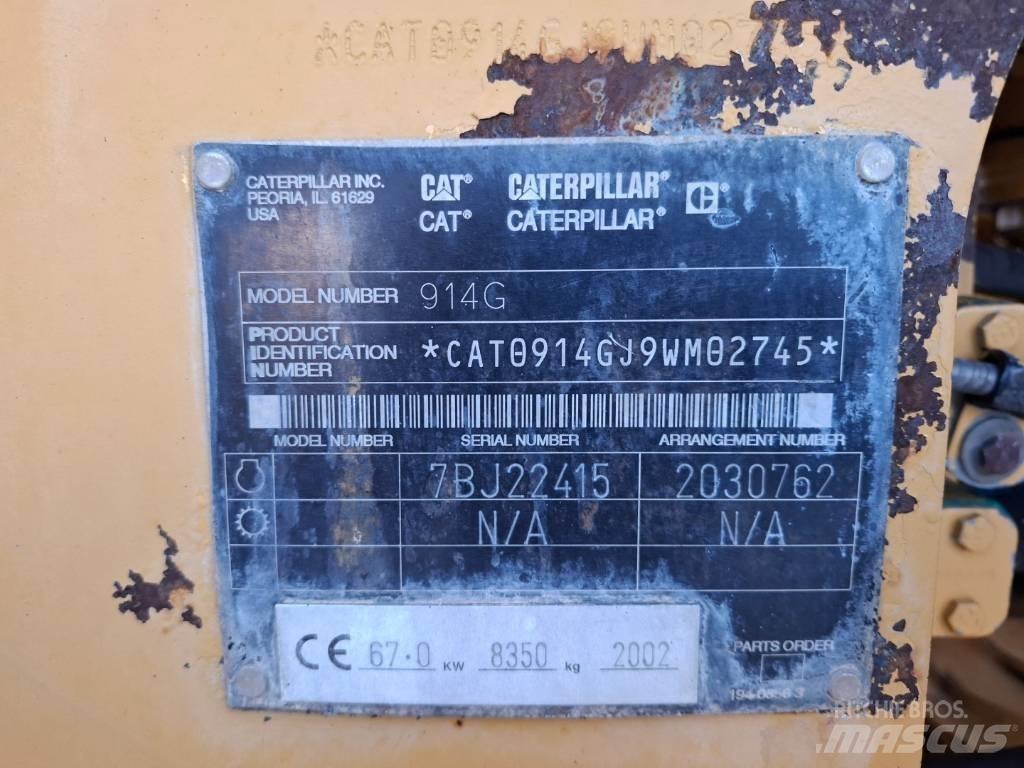 *CAT0914GJ9WM027
CATERPILLAR INC.
PEORIA, IL. 61629
USA
CAT® CATERPILLAR®
CAT® CATERPILLAR®
MODEL NUMBER 914G
PRODUCT IDENTIFICATION NUMBER *CAT0914GJ9WM02745*
MODEL NUMBER SERIAL NUMBER ARRANGEMENT NUMBER
7BJ22415 2030762
N/A N/A
CE 67.0 KW 8350 kg 2002
PARTS ORDER
RITCHIE BROS.
MASCUS